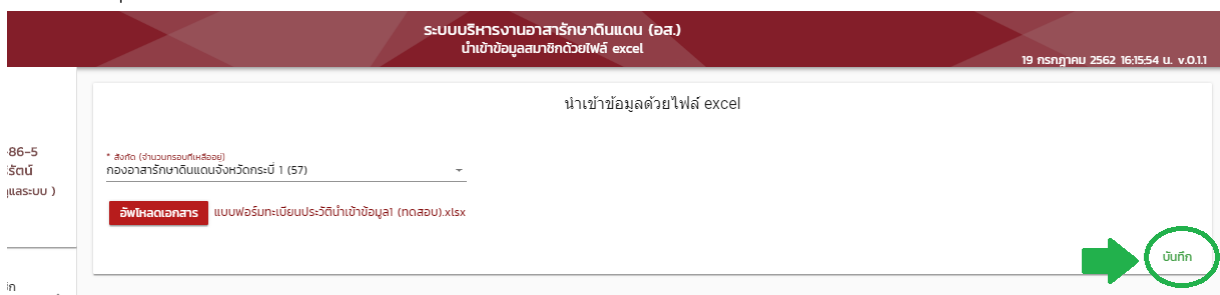 ระบบบริหารงานอาสารักษาดินแดน (อส.)
นำเข้าข้อมูลสมาชิกด้วยไฟล์ excel
19 กรกฎาคม 2562 16:15:54 น. v.0.1.1
นำเข้าข้อมูลด้วยไฟล์ excel
-86-5
* สังกัด (จำนวนกรอบที่เหลืออยู่)
กองอาสารักษาดินแดนจังหวัดกระบี่ 1 (57)
อัพโหลดเอกสาร แบบฟอร์มทะเบียนประวัตินำเข้าข้อมูล1 (ทดสอบ).xlsx
บันทึก